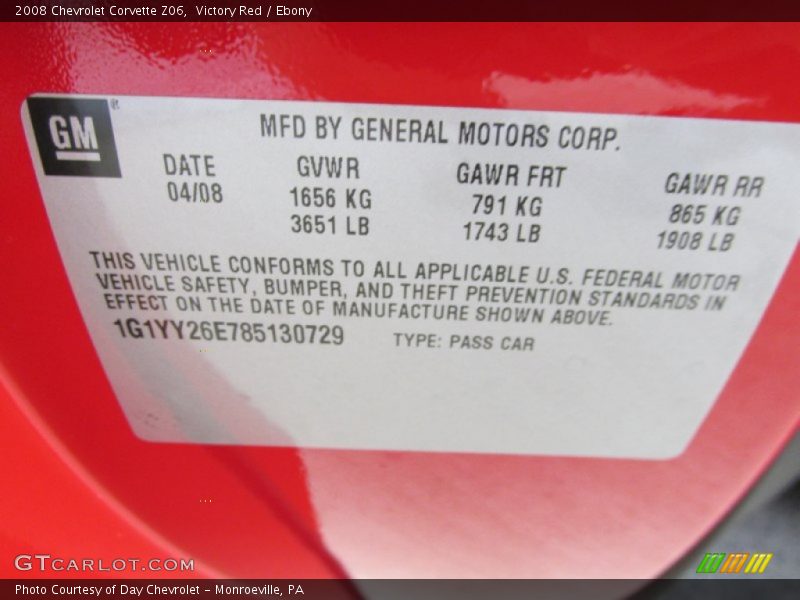 2008 Chevrolet Corvette Z06,  Victory Red / Ebony
GM ®
MFD BY GENERAL MOTORS CORP.
DATE GVWR GAWR FRT GAWR RR
04/08 1656 KG 791 KG 865 KG
3651 LB 1743 LB 1908 LB
THIS VEHICLE CONFORMS TO ALL APPLICABLE U.S. FEDERAL MOTOR
VEHICLE SAFETY, BUMPER, AND THEFT PREVENTION STANDARDS IN
EFFECT ON THE DATE OF MANUFACTURE SHOWN ABOVE.
1G1YY26E785130729 TYPE: PASS CAR
GTCARLOT.COM
Photo Courtesy of Day Chevrolet – Monroeville, PA